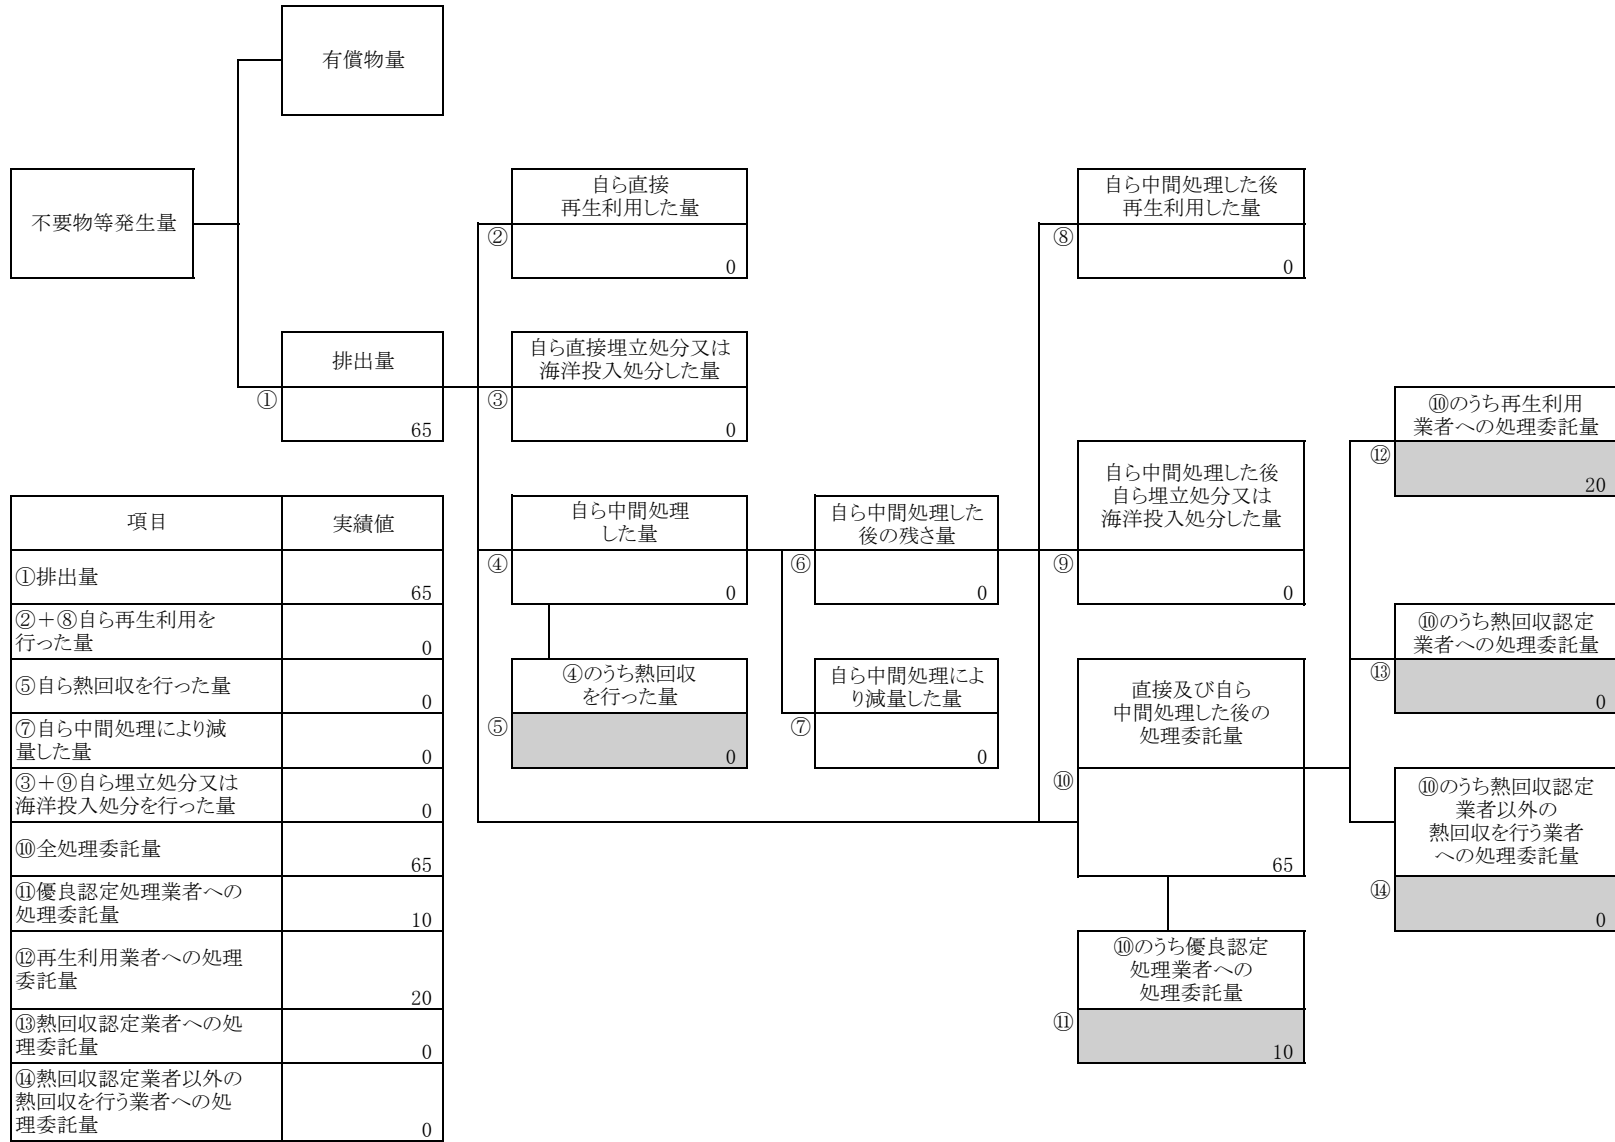 有償物量
不要物等発生量
自ら直接
再生利用した量
②
0
自ら中間処理した後
再生利用した量
⑧
0
排出量
①
65
自ら直接埋立処分又は
海洋投入処分した量
③
0
自ら中間処理
した量
④
0
自ら中間処理した
後の残さ量
⑥
0
自ら中間処理した後
自ら埋立処分又は
海洋投入処分した量
⑨
0
⑩のうち再生利用
業者への処理委託量
⑫
20
④のうち熱回収
を行った量
⑤
0
自ら中間処理によ
り減量した量
⑦
0
直接及び自ら
中間処理した後の
処理委託量
⑩
65
⑩のうち熱回収認定
業者への処理委託量
⑬
0
⑩のうち熱回収認定
業者以外の
熱回収を行う業者
への処理委託量
⑭
0
⑩のうち優良認定
処理業者への
処理委託量
⑪
10
項目
実績値
①排出量
65
②+⑧自ら再生利用を
行った量
0
⑤自ら熱回収を行った量
0
⑦自ら中間処理により減
量した量
0
③+⑨自ら埋立処分又は
海洋投入処分を行った量
0
⑩全処理委託量
65
⑪優良認定処理業者への
処理委託量
10
⑫再生利用業者への処理
委託量
20
⑬熱回収認定業者への処
理委託量
0
⑭熱回収認定業者以外の
熱回収を行う業者への処
理委託量
0